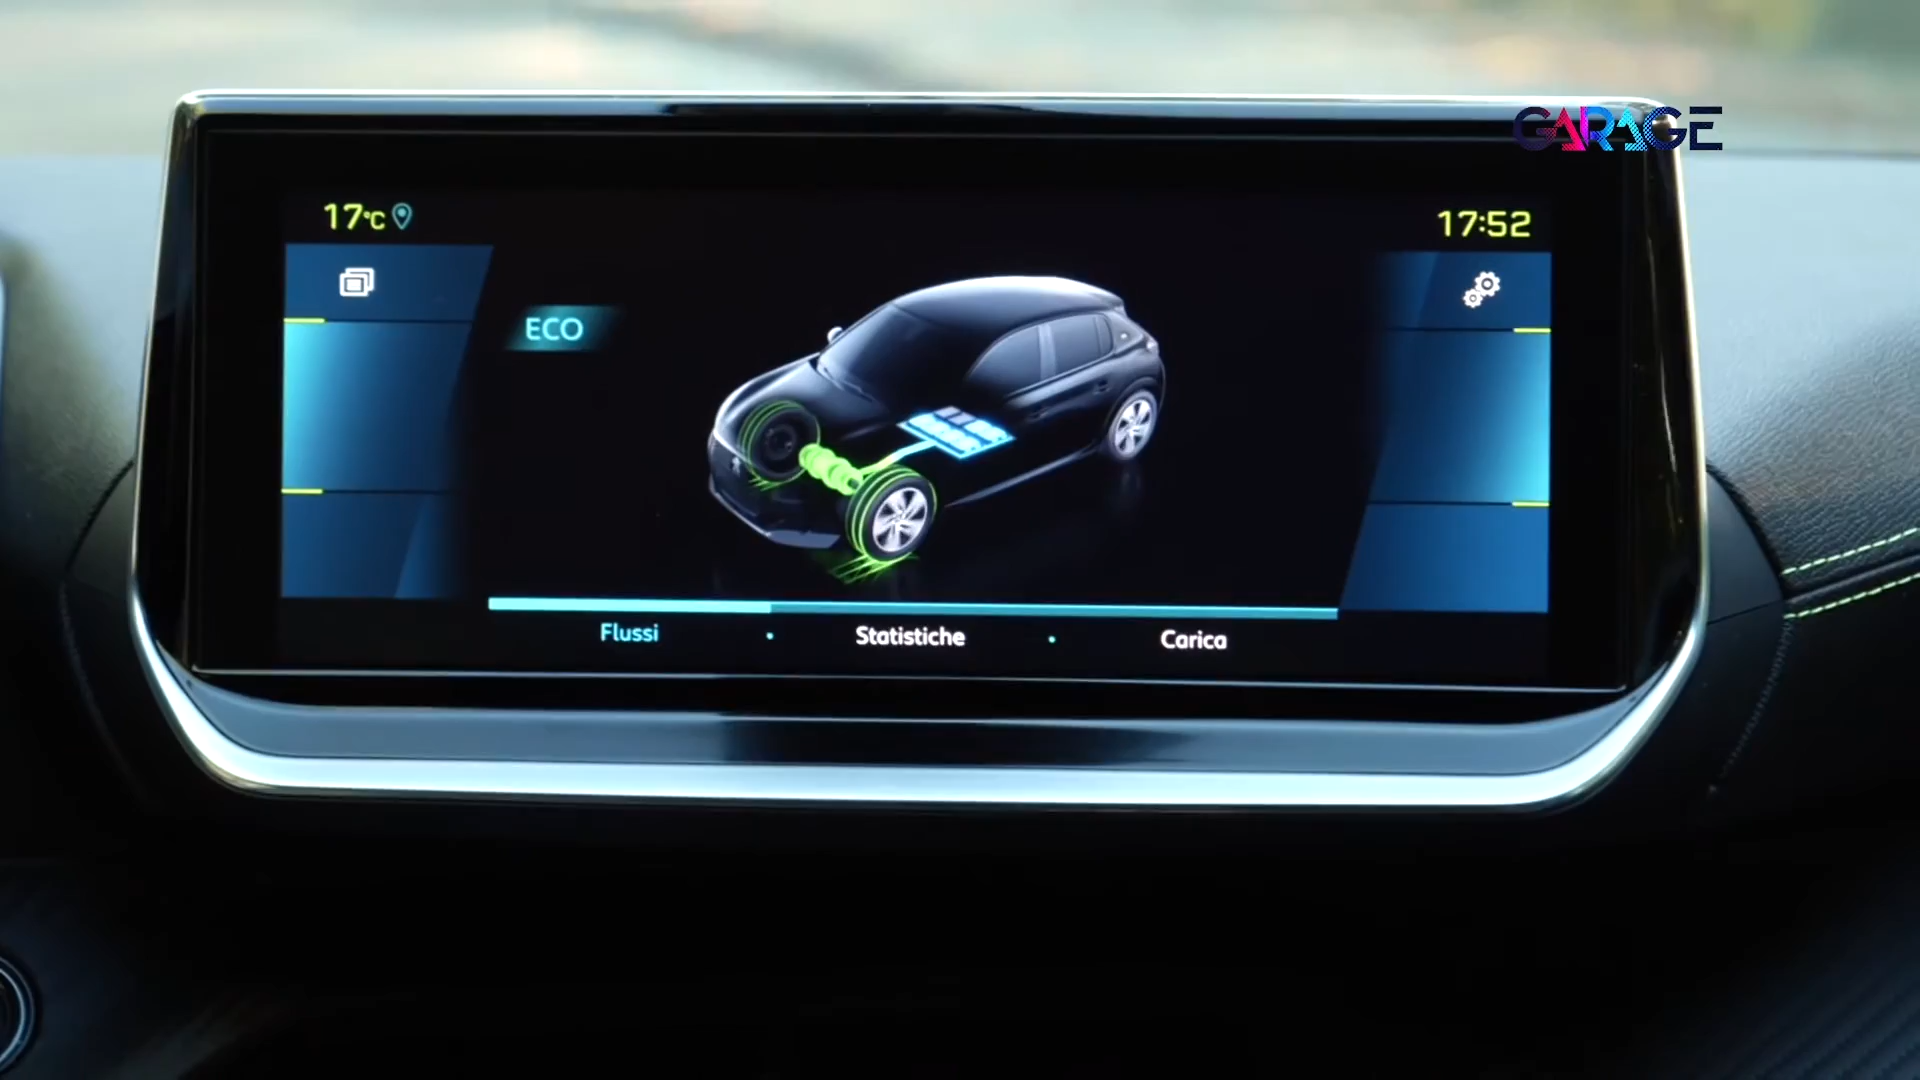 GARAGE
17°C
17:52
ECO
Flussi • Statistiche • Carica